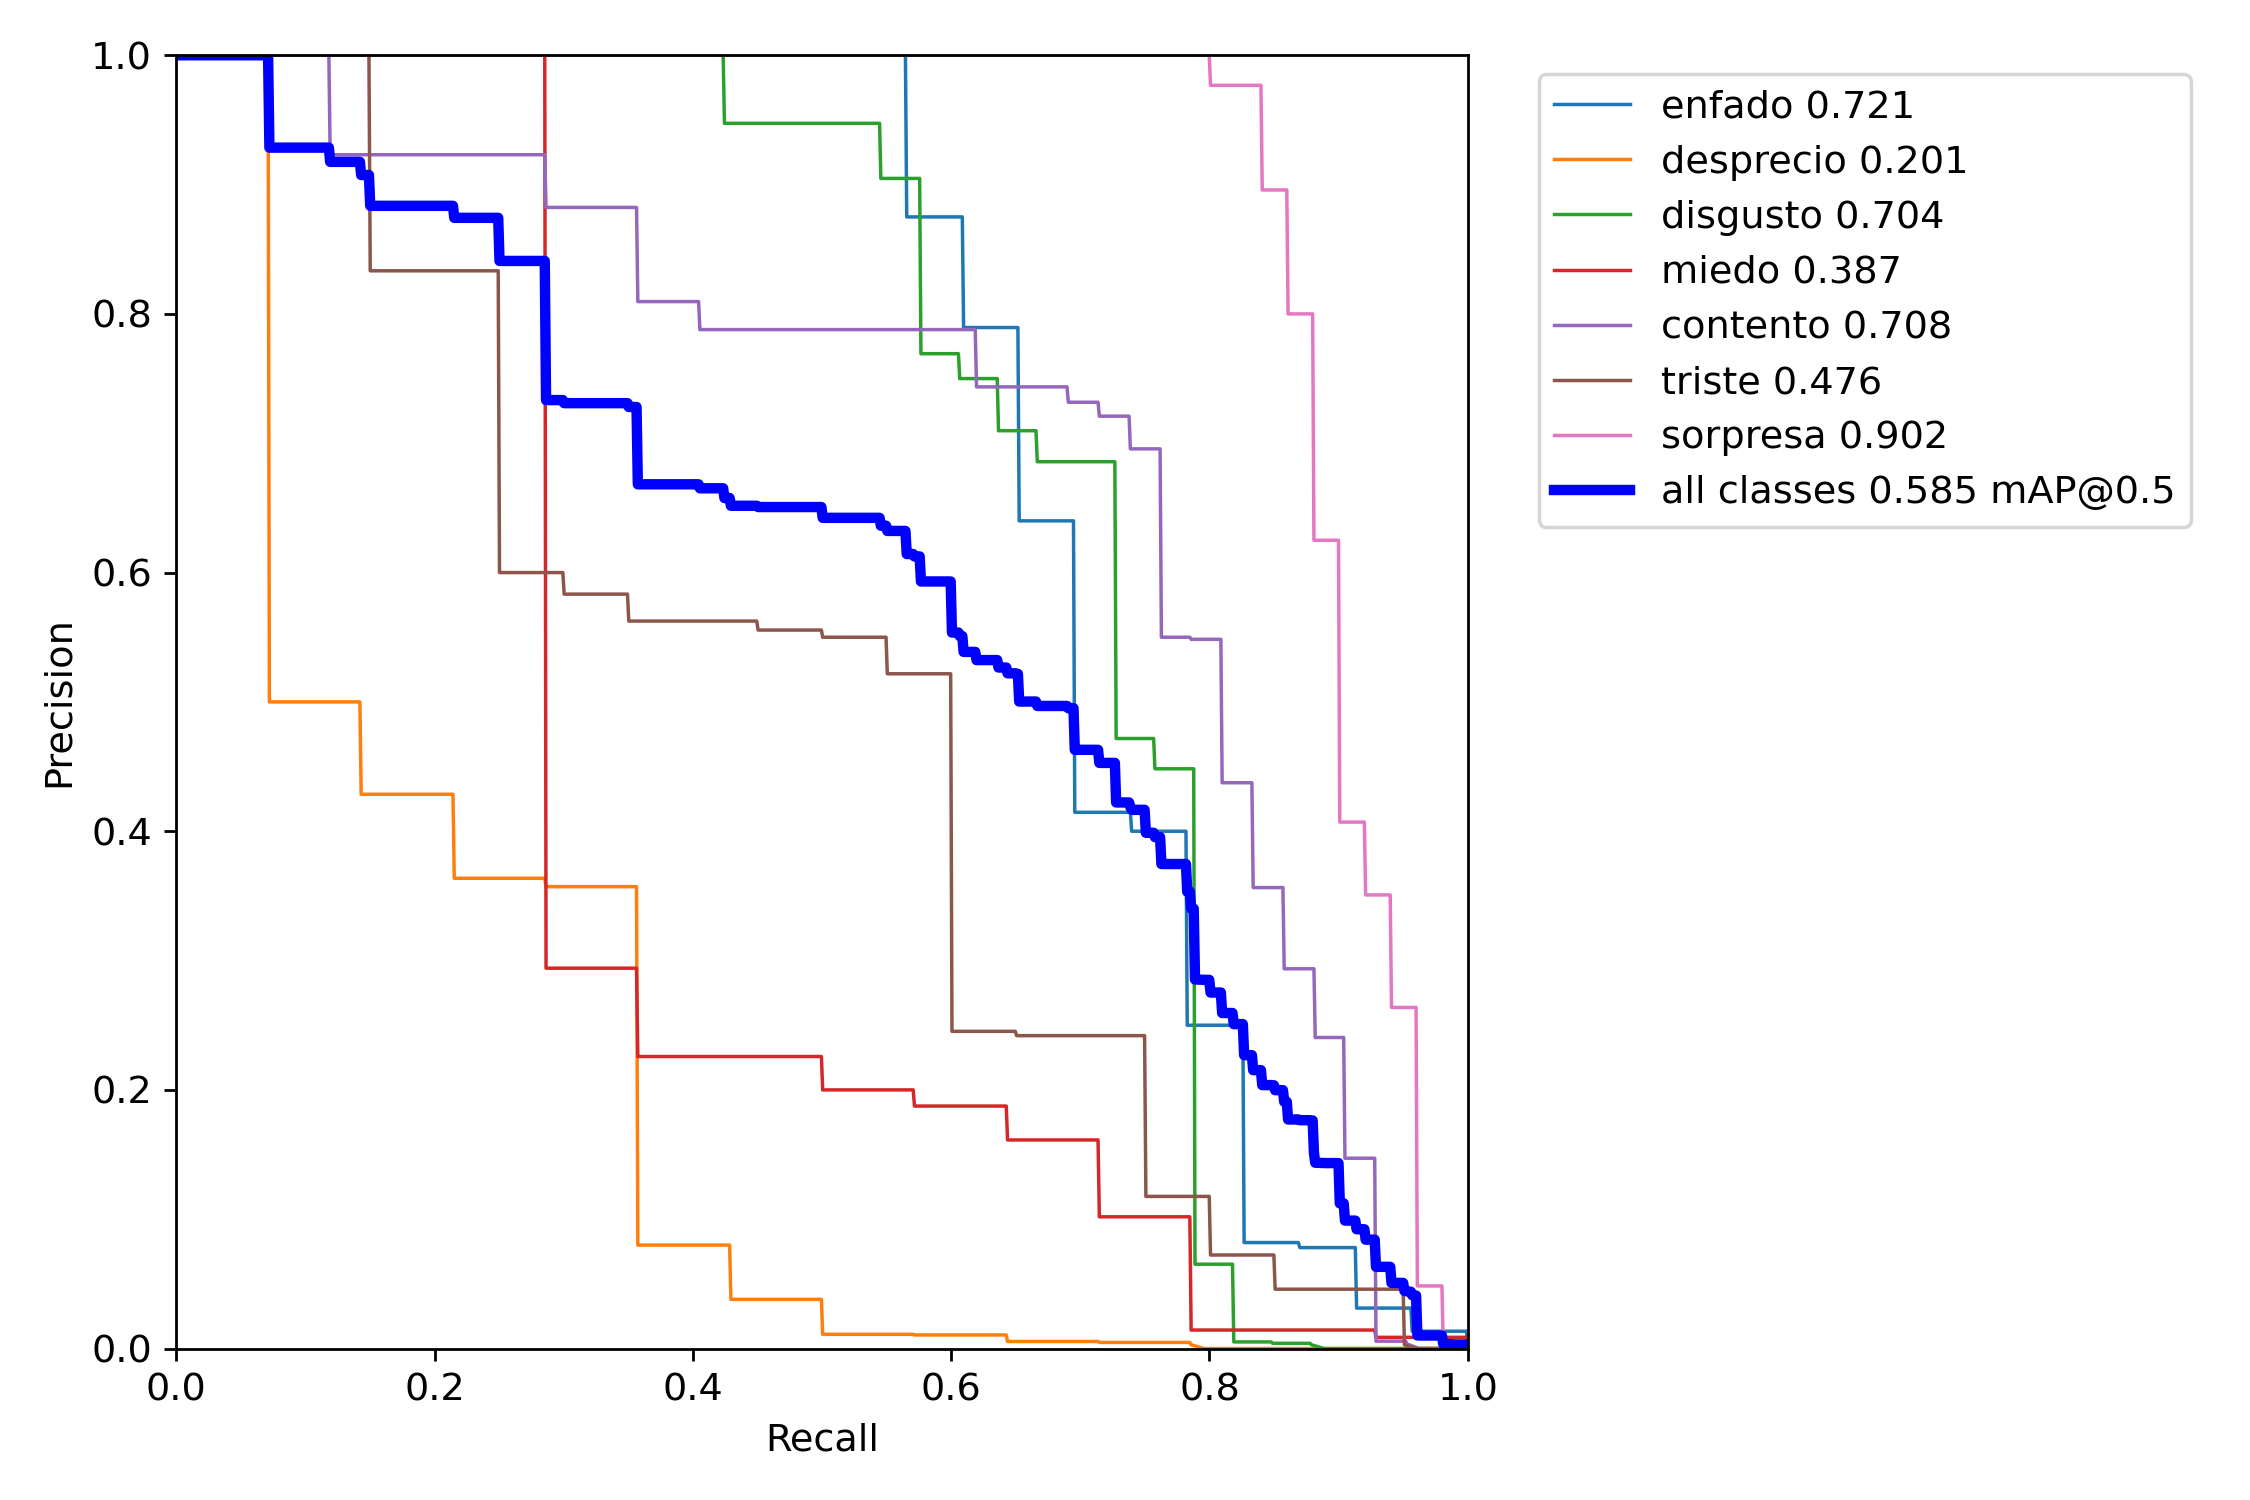 1.0
0.8
0.6
0.4
0.2
0.0
Precision
0.0 0.2 0.4 0.6 0.8 1.0
Recall
enfado 0.721
desprecio 0.201
disgusto 0.704
miedo 0.387
contento 0.708
triste 0.476
sorpresa 0.902
all classes 0.585 mAP@0.5